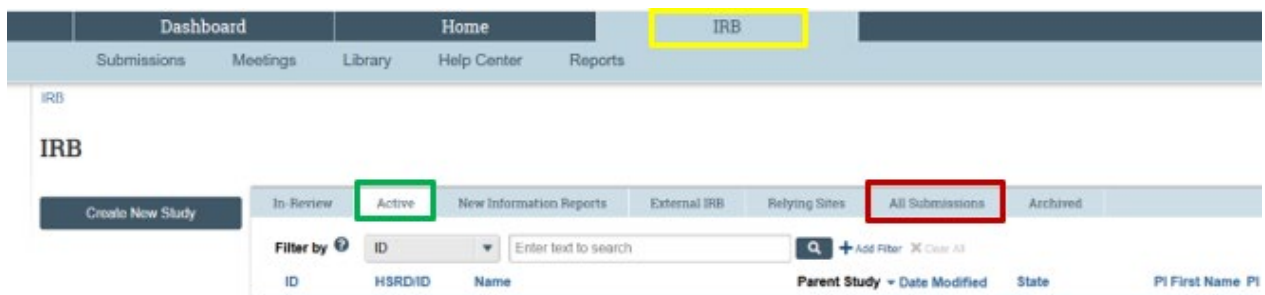 Dashboard Home IRB
Submissions Meetings Library Help Center Reports
IRB
IRB
Create New Study
In-Review Active New Information Reports External IRB Relying Sites All Submissions Archived
Filter by ? ID Enter text to search + Add Filter X Clear All
ID HSRD/ID Name Parent Study Date Modified State PI First Name PI